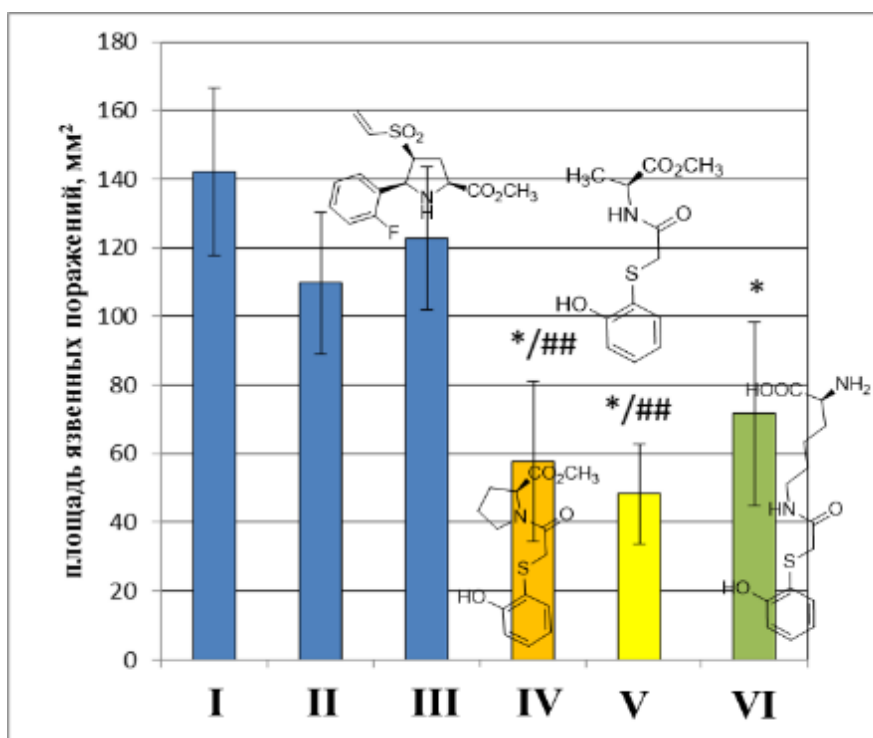 площадь язвенных поражений, мм²
180
160
140
120
100
80
60
40
20
0
SO₂
N
H
F
CO₂CH₃
H₃C
CO₂CH₃
HN
O
S
HO
*/##
*/##
*
CO₂CH₃
N
O
S
HO
HOOC
NH₂
HN
O
S
HO
I
II
III
IV
V
VI